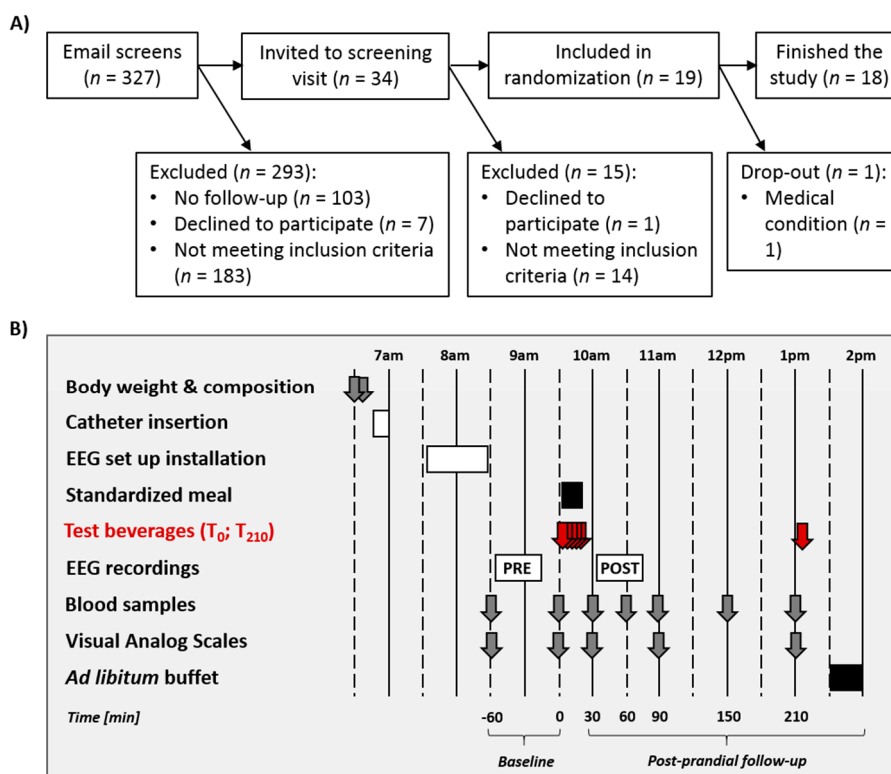 A)
Email screens
(n = 327)
Invited to screening
visit (n = 34)
Included in
randomization (n = 19)
Finished the
study (n = 18)
Excluded (n = 293):
• No follow-up (n = 103)
• Declined to participate (n = 7)
• Not meeting inclusion criteria
(n = 183)
Excluded (n = 15):
• Declined to
participate (n = 1)
• Not meeting inclusion
criteria (n = 14)
Drop-out (n = 1):
• Medical
condition (n =
1)
B)
7am 8am 9am 10am 11am 12pm 1pm 2pm
Body weight & composition
Catheter insertion
EEG set up installation
Standardized meal
Test beverages (T0; T210)
EEG recordings PRE POST
Blood samples
Visual Analog Scales
Ad libitum buffet
Time [min] -60 0 30 60 90 150 210
Baseline Post-prandial follow-up